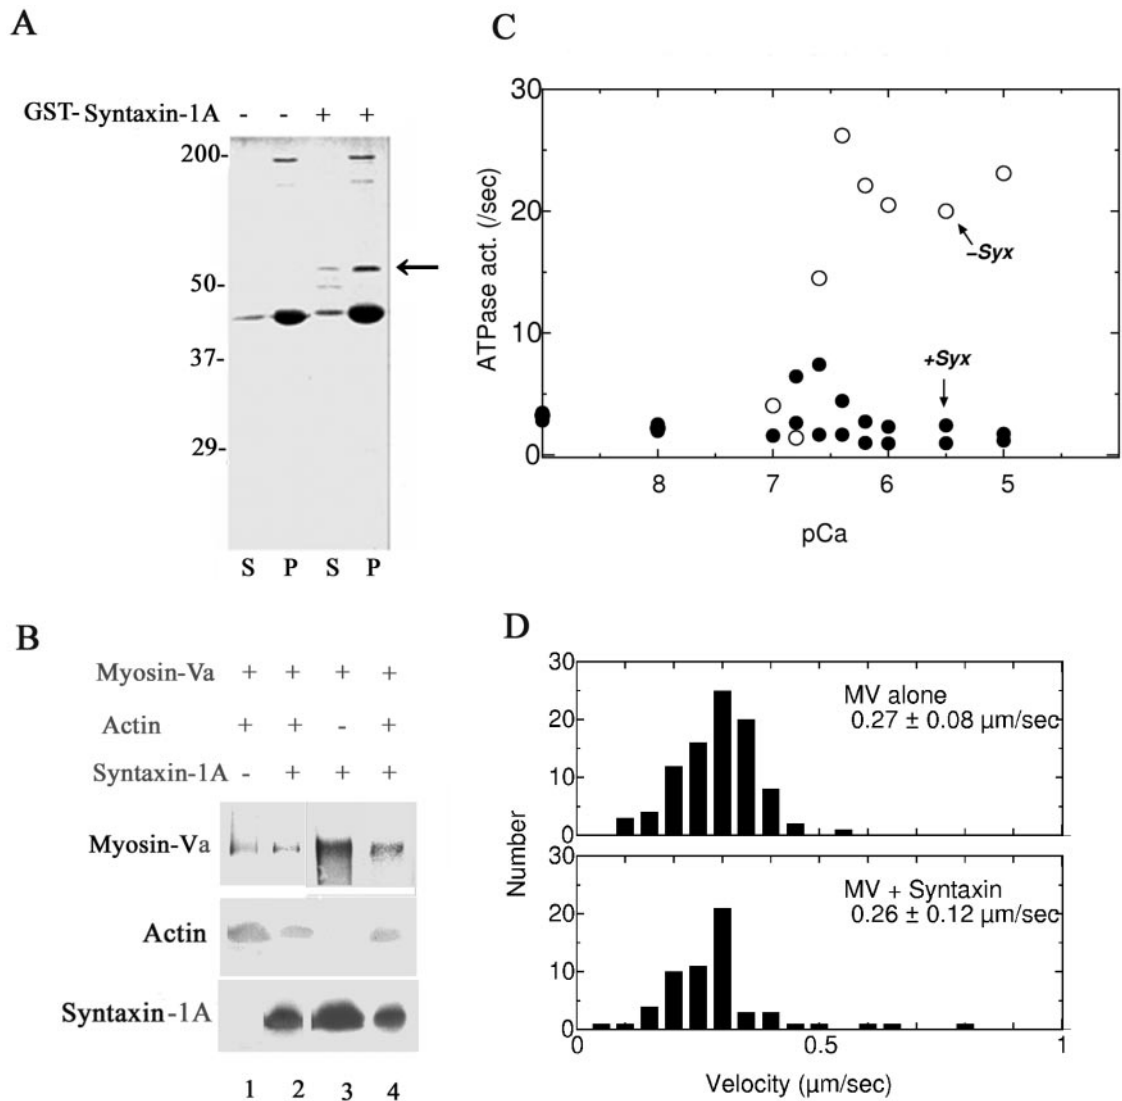 A
GST-Syntaxin-1A - - + +
200-
50-
37-
29-
S P S P
B
Myosin-Va + + + +
Actin + + - +
Syntaxin-1A - + + +
Myosin-Va
Actin
Syntaxin-1A
1 2 3 4
C
30
20
10
0
ATPase act. (/sec)
–Syx
+Syx
8 7 6 5
pCa
D
30
20
10
0
MV alone
0.27 ± 0.08 µm/sec
30
20
10
0
MV + Syntaxin
0.26 ± 0.12 µm/sec
Number
0 0.5 1
Velocity (µm/sec)